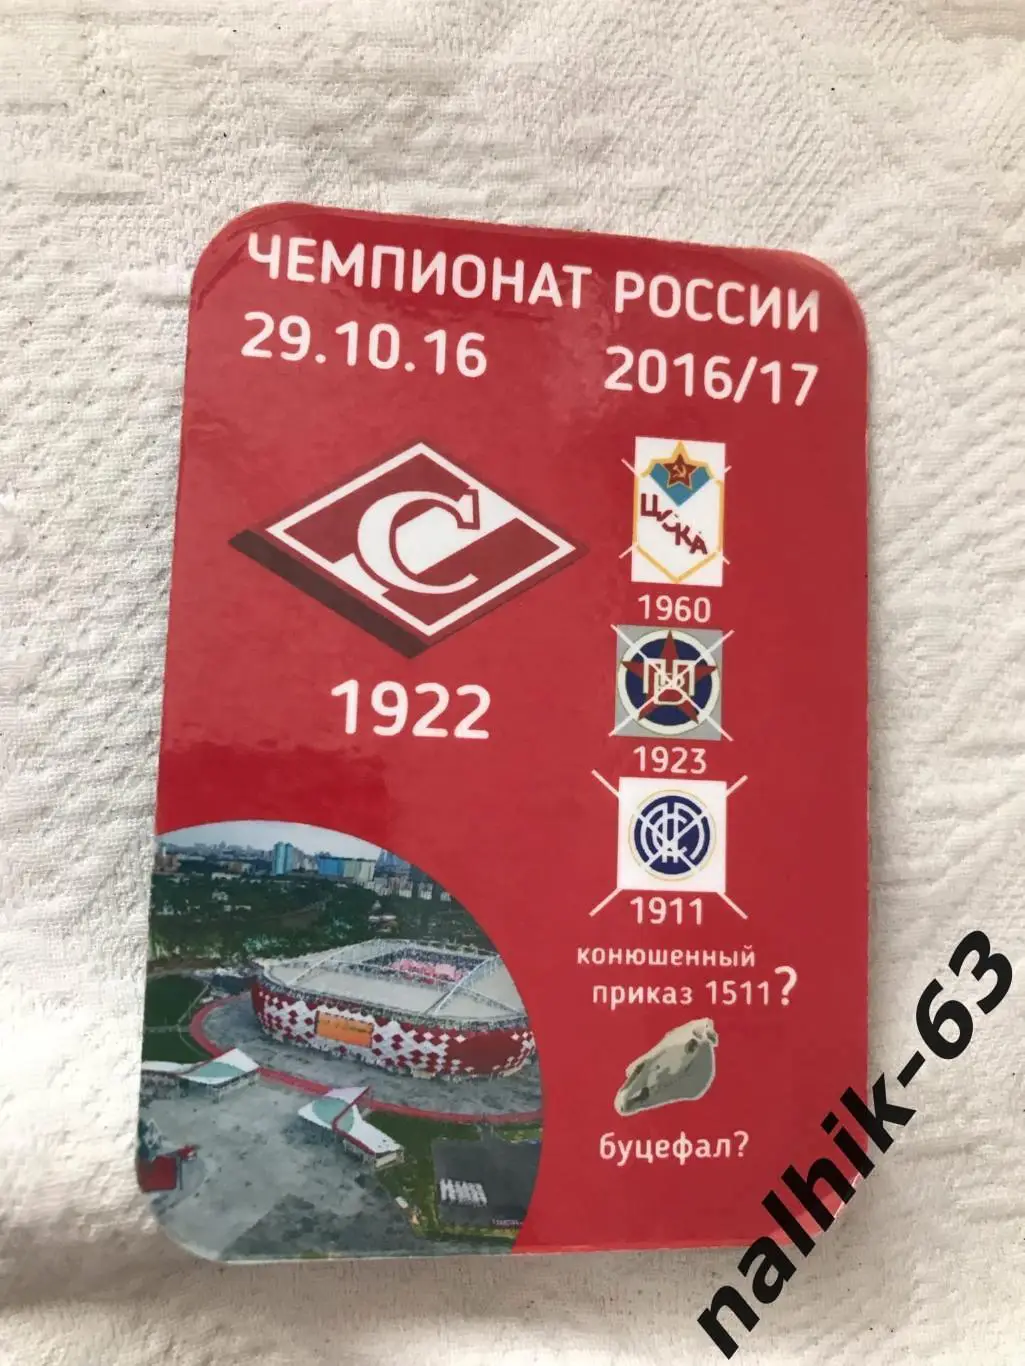 ЧЕМПИОНАТ РОССИИ
29.10.16 2016/17
С
1922
ЦСКА
1960
1923
1911
конюшенный
приказ 1511?
буцефал?
nalhik-63